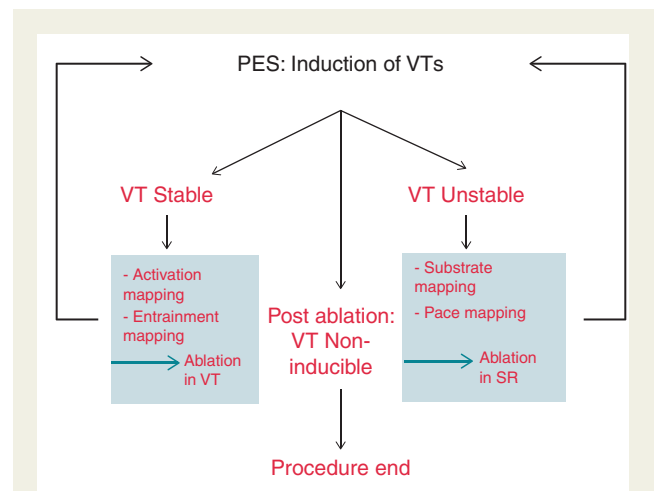 PES: Induction of VTs
VT Stable
VT Unstable
- Activation
mapping
- Entrainment
mapping
Ablation
in VT
Post ablation:
VT Non-
inducible
- Substrate
mapping
- Pace mapping
Ablation
in SR
Procedure end